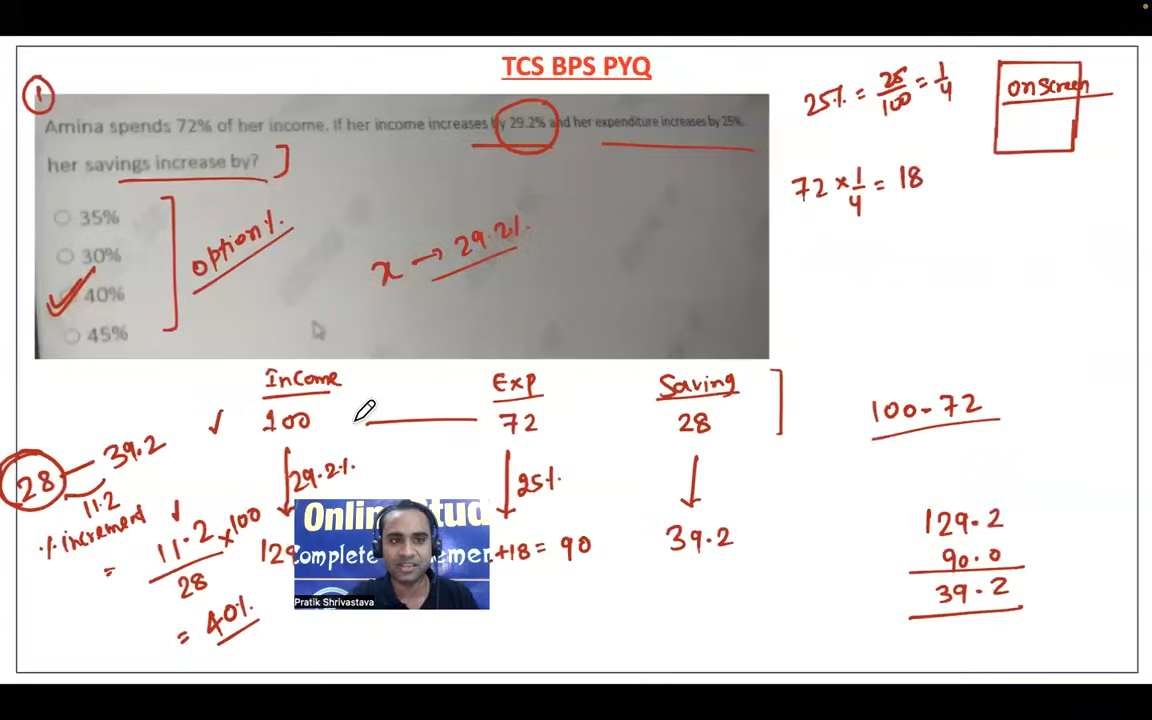 TCS BPS PYQ
1
Amina spends 72% of her income. If her income increases by 29.2% and her expenditure increases by 25%.
her savings increase by?
35%
30%
40%
45%
option%
x → 29.2%
25% = 25/100 = 1/4
72 × 1/4 = 18
onscreen
Income Exp Saving
100 72 28
29.2% 25%
129 +18 = 90 39.2
100-72
129.2
90.0
39.2
28 39.2
11.2
% increment
= 11.2/28 × 100
= 40%
Online Stud
Complete
Pratik Shrivastava